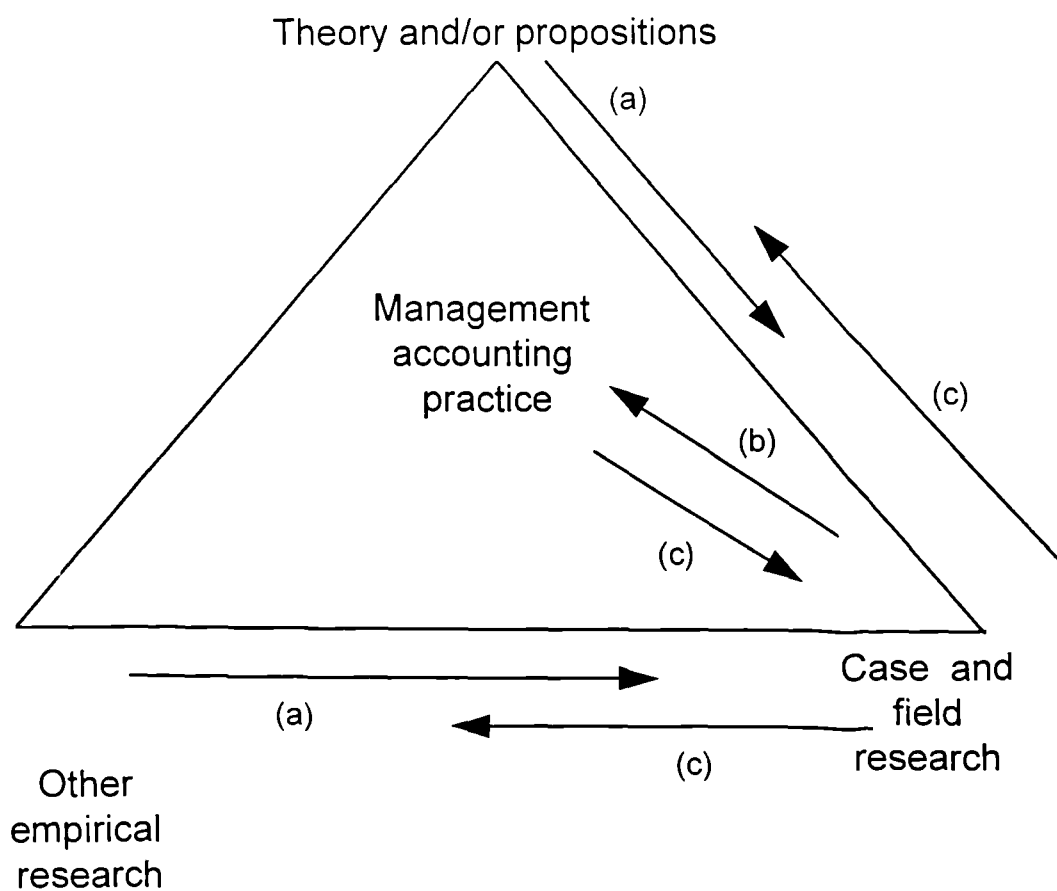 Theory and/or propositions
(a)
Management
accounting
practice
(c)
(b)
(c)
(a)
(c)
Case and
field
research
Other
empirical
research